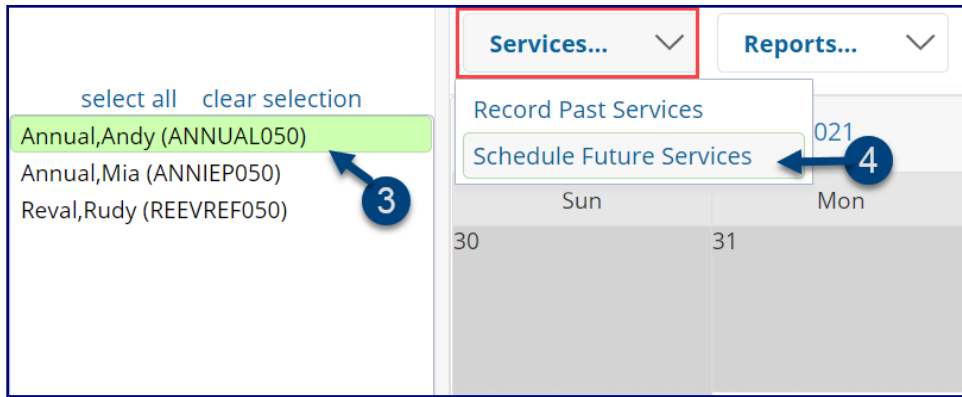 Services... Reports...
select all clear selection
Annual,Andy (ANNUAL050)
Annual,Mia (ANNIEP050)
Reval,Rudy (REEVREF050)
3
Record Past Services
Schedule Future Services
4
021
Sun Mon
30 31